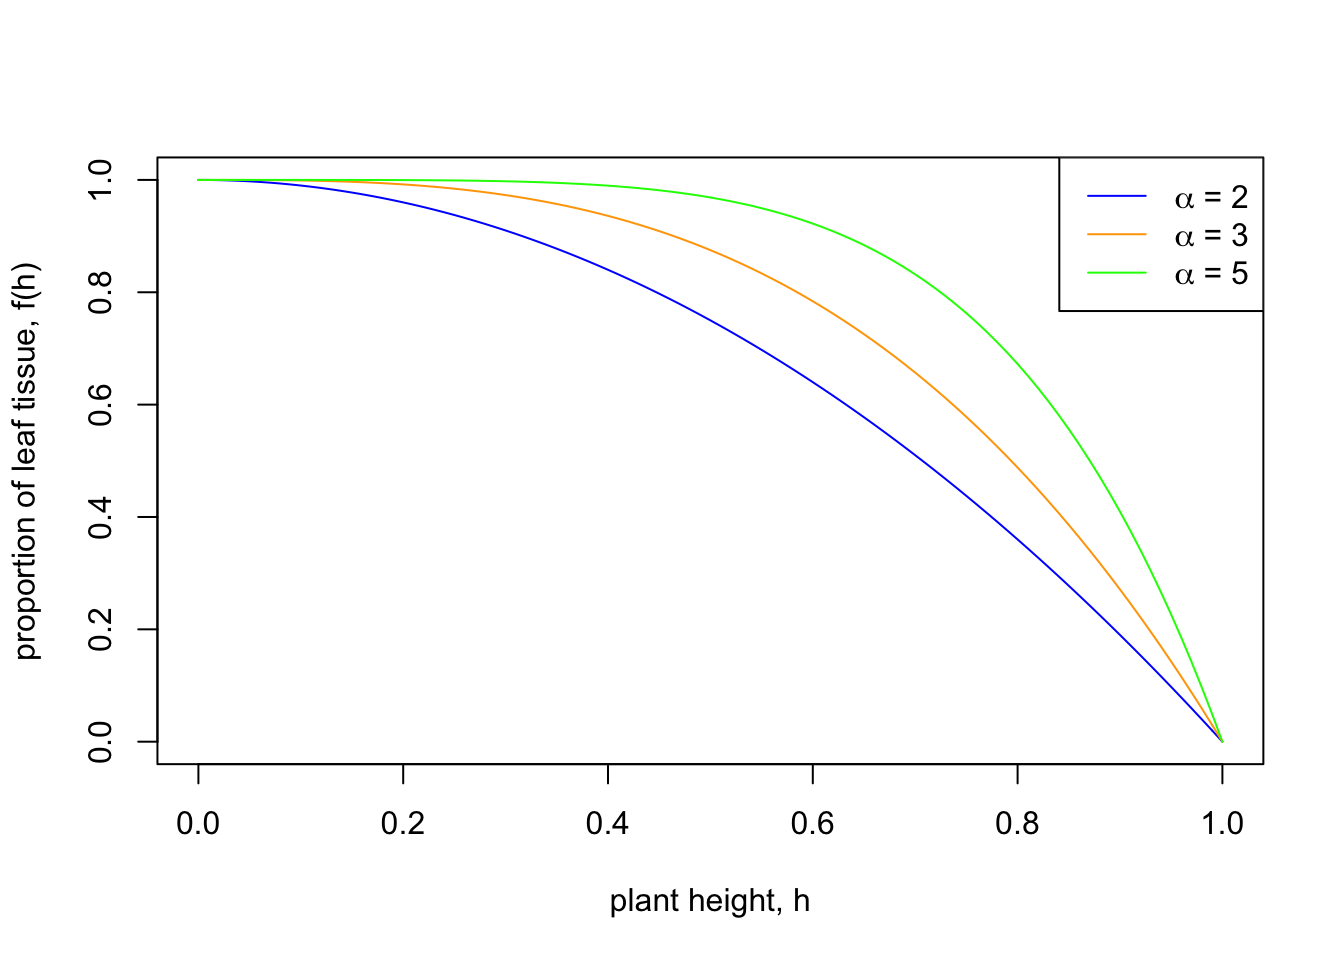 α = 2
α = 3
α = 5
proportion of leaf tissue, f(h)
1.0
0.8
0.6
0.4
0.2
0.0
0.0 0.2 0.4 0.6 0.8 1.0
plant height, h